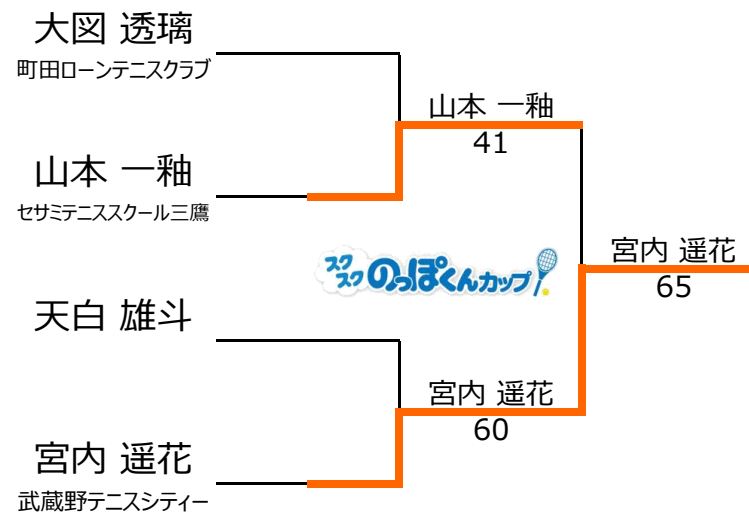 大図 透璃
町田ローンテニスクラブ
山本 一釉
41
山本 一釉
セサミテニススクール三鷹
スクスク のっぽくんカップ
宮内 遥花
65
天白 雄斗
宮内 遥花
60
宮内 遥花
武蔵野テニスシティー